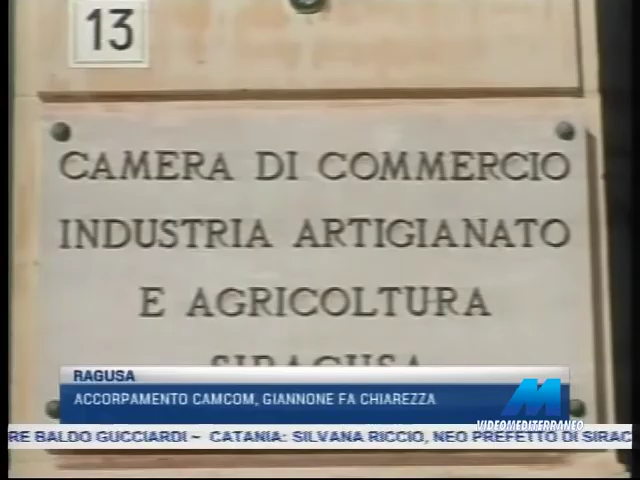 13
CAMERA DI COMMERCIO
INDUSTRIA ARTIGIANATO
E AGRICOLTURA
SIRAGUSA
RAGUSA
ACCORPAMENTO CAMCOM, GIANNONE FA CHIAREZZA
M
VIDEOMEDITERRANEO
RE BALDO GUCCIARDI ~ CATANIA: SILVANA RICCIO, NEO PREFETTO DI SIRAC